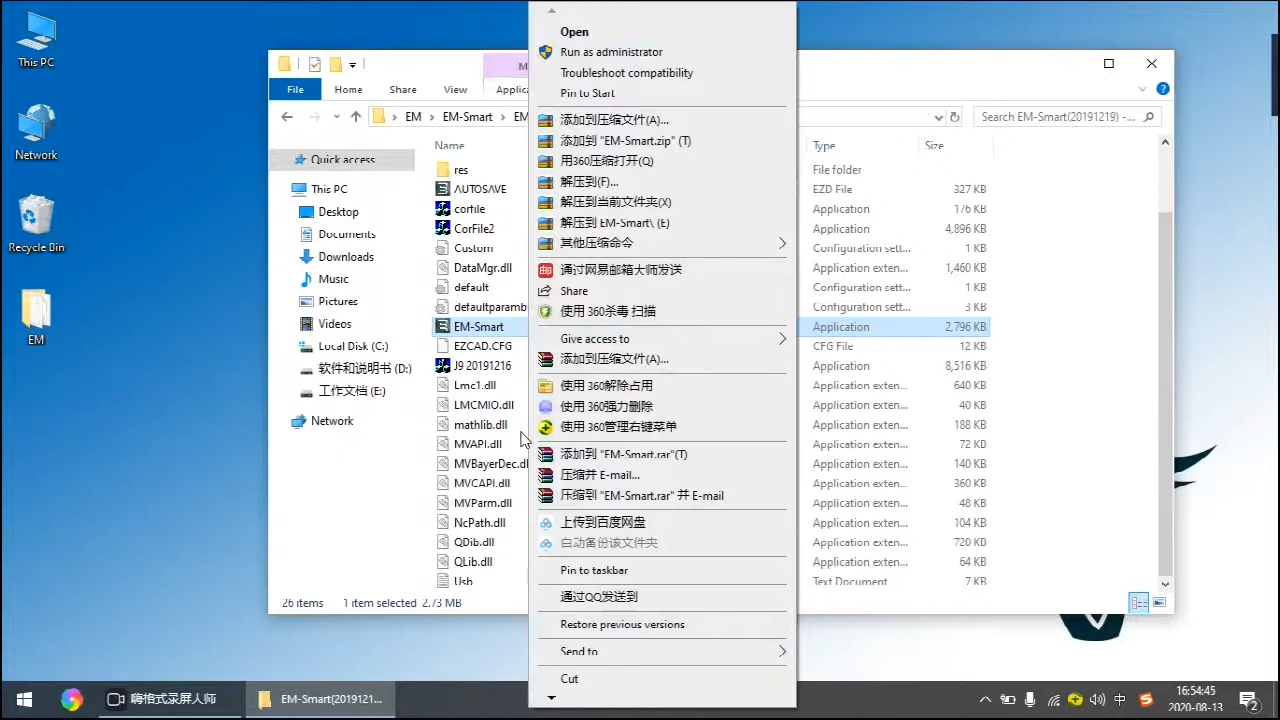 This PC
Network
Recycle Bin
EM
File
Home
Share
View
M
Applic
EM
EM-Smart
EM
Search EM-Smart(20191219) -...
Quick access
This PC
Desktop
Documents
Downloads
Music
Pictures
Videos
Local Disk (C:)
软件和说明书 (D:)
工作文档 (E:)
Network
Name
Type
Size
res
File folder
AUTOSAVE
EZD File
327 KB
corfile
Application
176 KB
CorFile2
Application
4,896 KB
Custom
Configuration sett...
1 KB
DataMgr.dll
Application exten...
1,460 KB
default
Configuration sett...
1 KB
defaultparamb
Configuration sett...
3 KB
EM-Smart
Application
2,796 KB
EZCAD.CFG
CFG File
12 KB
J9 20191216
Application
8,516 KB
Lmc1.dll
Application exten...
640 KB
LMCMIO.dll
Application exten...
40 KB
mathlib.dll
Application exten...
188 KB
MVAPI.dll
Application exten...
72 KB
MVBayerDec.dl
Application exten...
140 KB
MVCAPI.dll
Application exten...
360 KB
MVParm.dll
Application exten...
48 KB
NcPath.dll
Application exten...
104 KB
QDib.dll
Application exten...
720 KB
QLib.dll
Application exten...
64 KB
Usb
Text Document
7 KB
26 items
1 item selected 2.73 MB
Open
Run as administrator
Troubleshoot compatibility
Pin to Start
添加到压缩文件(A)...
添加到 "EM-Smart.zip" (T)
用360压缩打开(Q)
解压到(F)...
解压到当前文件夹(X)
解压到 EM-Smart\ (E)
其他压缩命令
通过网易邮箱大师发送
Share
使用 360杀毒 扫描
Give access to
添加到压缩文件(A)...
使用 360解除占用
使用 360强力删除
使用 360管理右键菜单
添加到 "EM-Smart.rar"(T)
压缩并 E-mail...
压缩到 "EM-Smart.rar" 并 E-mail
上传到百度网盘
自动备份该文件夹
Pin to taskbar
通过QQ发送到
Restore previous versions
Send to
Cut
嗨格式录屏大师
EM-Smart(2019121...
中
16:54:45
2020-08-13
2